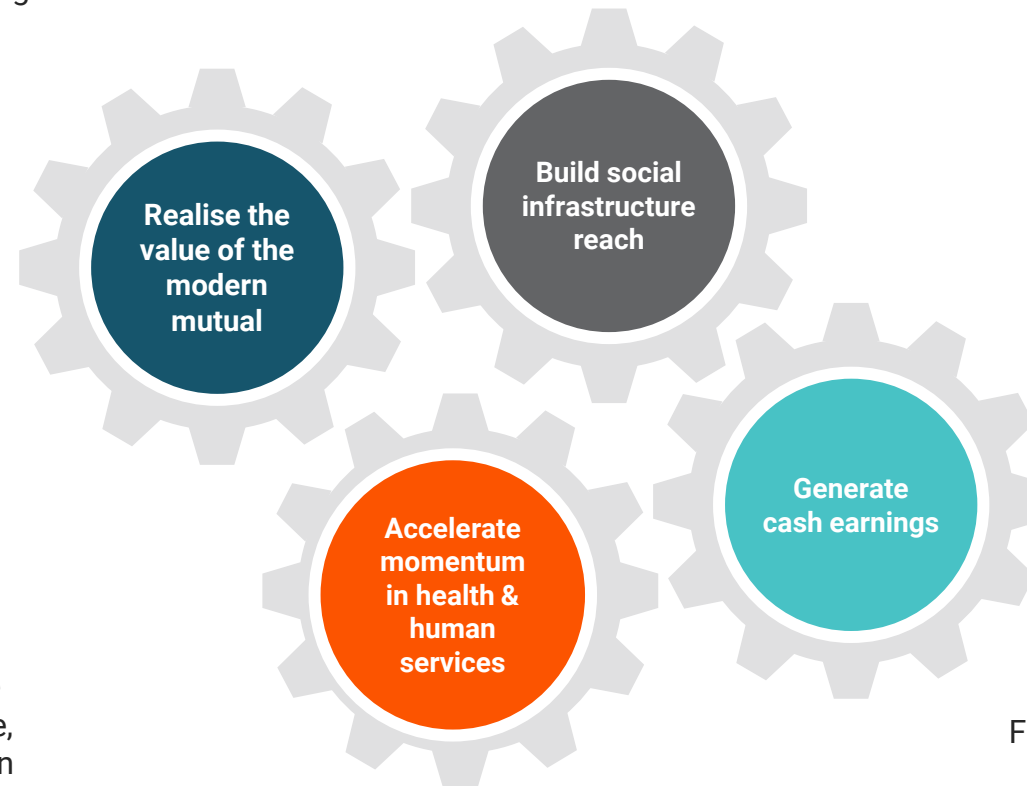 g
Realise the
value of the
modern
mutual
Build social
infrastructure
reach
Accelerate
momentum
in health &
human
services
Generate
cash earnings
e,
n
F